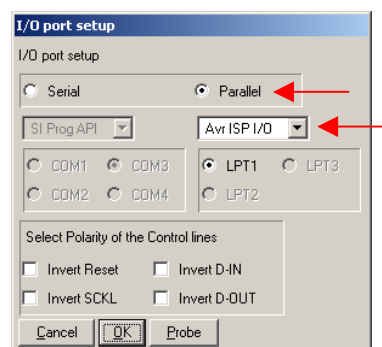 I/O port setup
I/O port setup
Serial Parallel
SI Prog API Avr ISP I/O
COM1 COM3 LPT1 LPT3
COM2 COM4 LPT2
Select Polarity of the Control lines
Invert Reset Invert D-IN
Invert SCKL Invert D-OUT
Cancel OK Probe